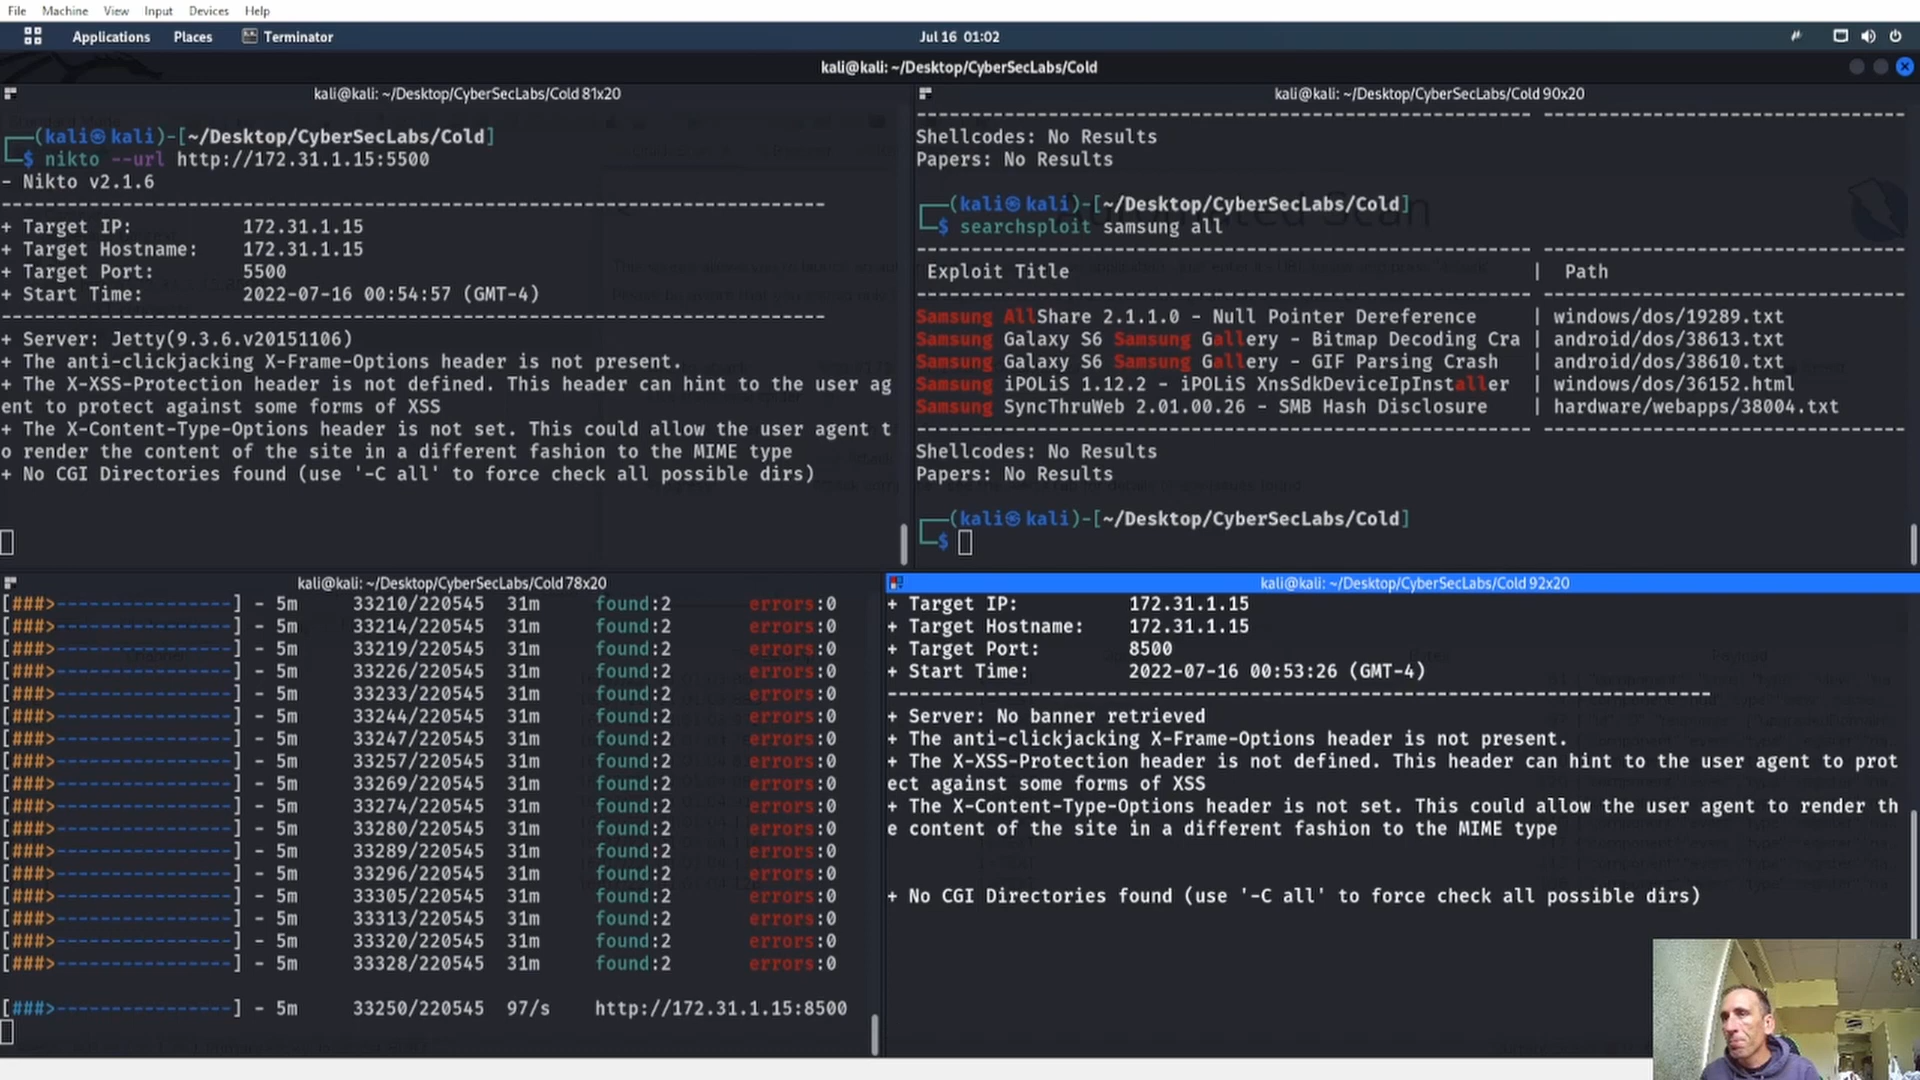 File Machine View Input Devices Help
Applications Places Terminator Jul 16 01:02
kali@kali: ~/Desktop/CyberSecLabs/Cold
kali@kali: ~/Desktop/CyberSecLabs/Cold 81x20
┌──(kali㉿kali)-[~/Desktop/CyberSecLabs/Cold]
└─$ nikto --url http://172.31.1.15:5500
- Nikto v2.1.6
---------------------------------------------------------------------------
+ Target IP: 172.31.1.15
+ Target Hostname: 172.31.1.15
+ Target Port: 5500
+ Start Time: 2022-07-16 00:54:57 (GMT-4)
---------------------------------------------------------------------------
+ Server: Jetty(9.3.6.v20151106)
+ The anti-clickjacking X-Frame-Options header is not present.
+ The X-XSS-Protection header is not defined. This header can hint to the user ag
ent to protect against some forms of XSS
+ The X-Content-Type-Options header is not set. This could allow the user agent t
o render the content of the site in a different fashion to the MIME type
+ No CGI Directories found (use '-C all' to force check all possible dirs)
kali@kali: ~/Desktop/CyberSecLabs/Cold 90x20
Shellcodes: No Results
Papers: No Results
┌──(kali㉿kali)-[~/Desktop/CyberSecLabs/Cold]
└─$ searchsploit samsung all
Exploit Title | Path
Samsung AllShare 2.1.1.0 - Null Pointer Dereference | windows/dos/19289.txt
Samsung Galaxy S6 Samsung Gallery - Bitmap Decoding Cra | android/dos/38613.txt
Samsung Galaxy S6 Samsung Gallery - GIF Parsing Crash | android/dos/38610.txt
Samsung iPOLiS 1.12.2 - iPOLiS XnsSdkDeviceIpInstaller | windows/dos/36152.html
Samsung SyncThruWeb 2.01.00.26 - SMB Hash Disclosure | hardware/webapps/38004.txt
Shellcodes: No Results
Papers: No Results
┌──(kali㉿kali)-[~/Desktop/CyberSecLabs/Cold]
└─$
kali@kali: ~/Desktop/CyberSecLabs/Cold 78x20
[###>----------------] - 5m 33210/220545 31m found:2 errors:0
[###>----------------] - 5m 33214/220545 31m found:2 errors:0
[###>----------------] - 5m 33219/220545 31m found:2 errors:0
[###>----------------] - 5m 33226/220545 31m found:2 errors:0
[###>----------------] - 5m 33233/220545 31m found:2 errors:0
[###>----------------] - 5m 33244/220545 31m found:2 errors:0
[###>----------------] - 5m 33247/220545 31m found:2 errors:0
[###>----------------] - 5m 33257/220545 31m found:2 errors:0
[###>----------------] - 5m 33269/220545 31m found:2 errors:0
[###>----------------] - 5m 33274/220545 31m found:2 errors:0
[###>----------------] - 5m 33280/220545 31m found:2 errors:0
[###>----------------] - 5m 33289/220545 31m found:2 errors:0
[###>----------------] - 5m 33296/220545 31m found:2 errors:0
[###>----------------] - 5m 33305/220545 31m found:2 errors:0
[###>----------------] - 5m 33313/220545 31m found:2 errors:0
[###>----------------] - 5m 33320/220545 31m found:2 errors:0
[###>----------------] - 5m 33328/220545 31m found:2 errors:0
[###>----------------] - 5m 33250/220545 97/s http://172.31.1.15:8500
kali@kali: ~/Desktop/CyberSecLabs/Cold 92x20
+ Target IP: 172.31.1.15
+ Target Hostname: 172.31.1.15
+ Target Port: 8500
+ Start Time: 2022-07-16 00:53:26 (GMT-4)
---------------------------------------------------------------------------
+ Server: No banner retrieved
+ The anti-clickjacking X-Frame-Options header is not present.
+ The X-XSS-Protection header is not defined. This header can hint to the user agent to prot
ect against some forms of XSS
+ The X-Content-Type-Options header is not set. This could allow the user agent to render th
e content of the site in a different fashion to the MIME type
+ No CGI Directories found (use '-C all' to force check all possible dirs)